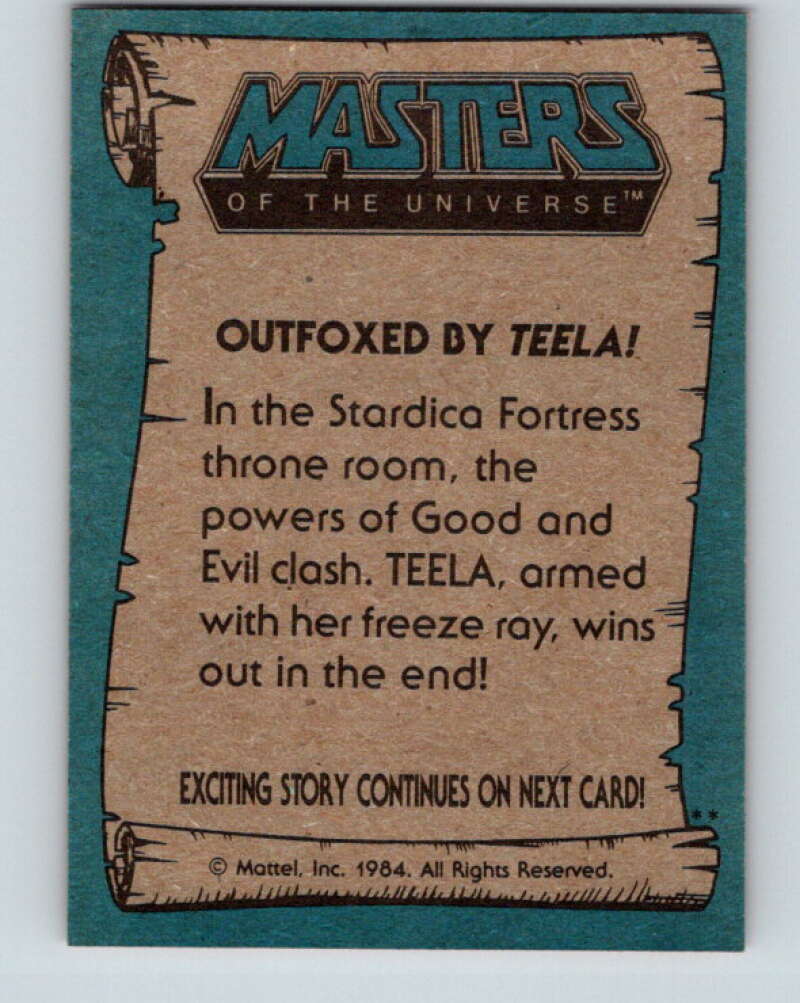 MASTERS
OF THE UNIVERSE™
OUTFOXED BY TEELA!
In the Stardica Fortress
throne room, the
powers of Good and
Evil clash. TEELA, armed
with her freeze ray, wins
out in the end!
EXCITING STORY CONTINUES ON NEXT CARD!
**
© Mattel, Inc. 1984. All Rights Reserved.